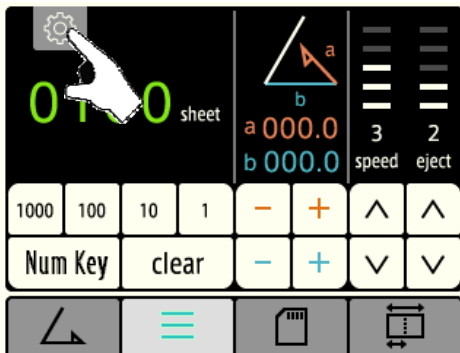 sheet
a
b
a 000.0
b 000.0
3
speed
2
eject
1000
100
10
1
Num Key
clear